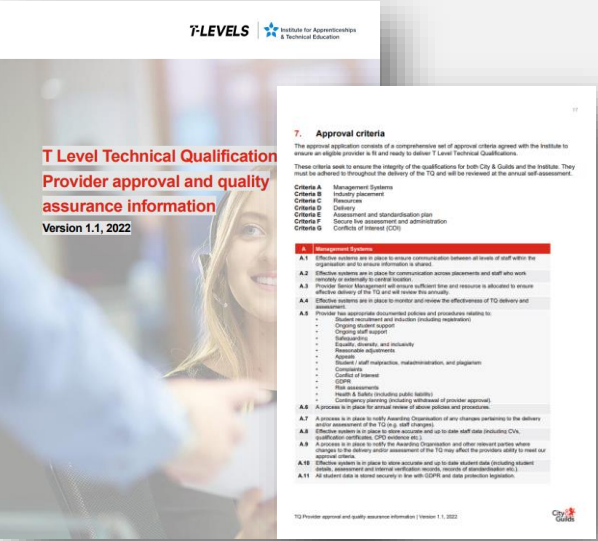 T-LEVELS
Institute for Apprenticeships
& Technical Education
T Level Technical Qualification
Provider approval and quality
assurance information
Version 1.1, 2022
17
7. Approval criteria
The approval application consists of a comprehensive set of approval criteria agreed with the Institute to
ensure an eligible provider is fit and ready to deliver T Level Technical Qualifications.
These criteria seek to ensure the integrity of the qualifications for both City & Guilds and the Institute. They
must be adhered to throughout the delivery of the TQ and will be reviewed at the annual self-assessment.
Criteria A Management Systems
Criteria B Industry placement
Criteria C Resources
Criteria D Delivery
Criteria E Assessment and standardisation plan
Criteria F Secure live assessment and administration
Criteria G Conflicts of Interest (COI)
A Management Systems
A.1 Effective systems are in place to ensure communication between all levels of staff within the
organisation and to ensure information is shared.
A.2 Effective systems are in place for communication across placements and staff who work
remotely or externally to central location.
A.3 Provider Senior Management will ensure sufficient time and resource is allocated to ensure
effective delivery of the TQ and will review this annually.
A.4 Effective systems are in place to monitor and review the effectiveness of TQ delivery and
assessment.
A.5 Provider has appropriate documented policies and procedures relating to:
• Student recruitment and induction (including registration)
• Ongoing student support
• Ongoing staff support
• Safeguarding
• Equality, diversity, and inclusivity
• Reasonable adjustments
• Appeals
• Student / staff malpractice, maladministration, and plagiarism
• Complaints
• Conflict of interest
• GDPR
• Risk assessments
• Health & Safety (including public liability)
• Contingency planning (including withdrawal of provider approval).
A.6 A process is in place for annual review of above policies and procedures.
A.7 A process is in place to notify Awarding Organisation of any changes pertaining to the delivery
and/or assessment of the TQ (e.g. staff changes).
A.8 Effective system is in place to store accurate and up to date staff data (including CVs,
qualification certificates, CPD evidence etc.).
A.9 A process is in place to notify the Awarding Organisation and other relevant parties where
changes to the delivery and/or assessment of the TQ may affect the providers ability to meet our
approval criteria.
A.10 Effective system is in place to store accurate and up to date student data (including student
details, assessment and internal verification records, records of standardisation etc.).
A.11 All student data is stored securely in line with GDPR and data protection legislation.
TQ Provider approval and quality assurance information | Version 1.1, 2022
City&
Guilds